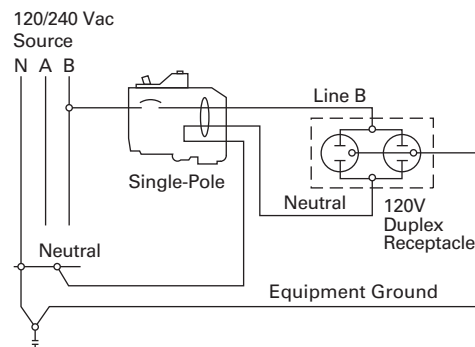 120/240 Vac
Source
N A B
Line B
Single-Pole
Neutral
120V
Duplex
Receptacle
Neutral
Equipment Ground